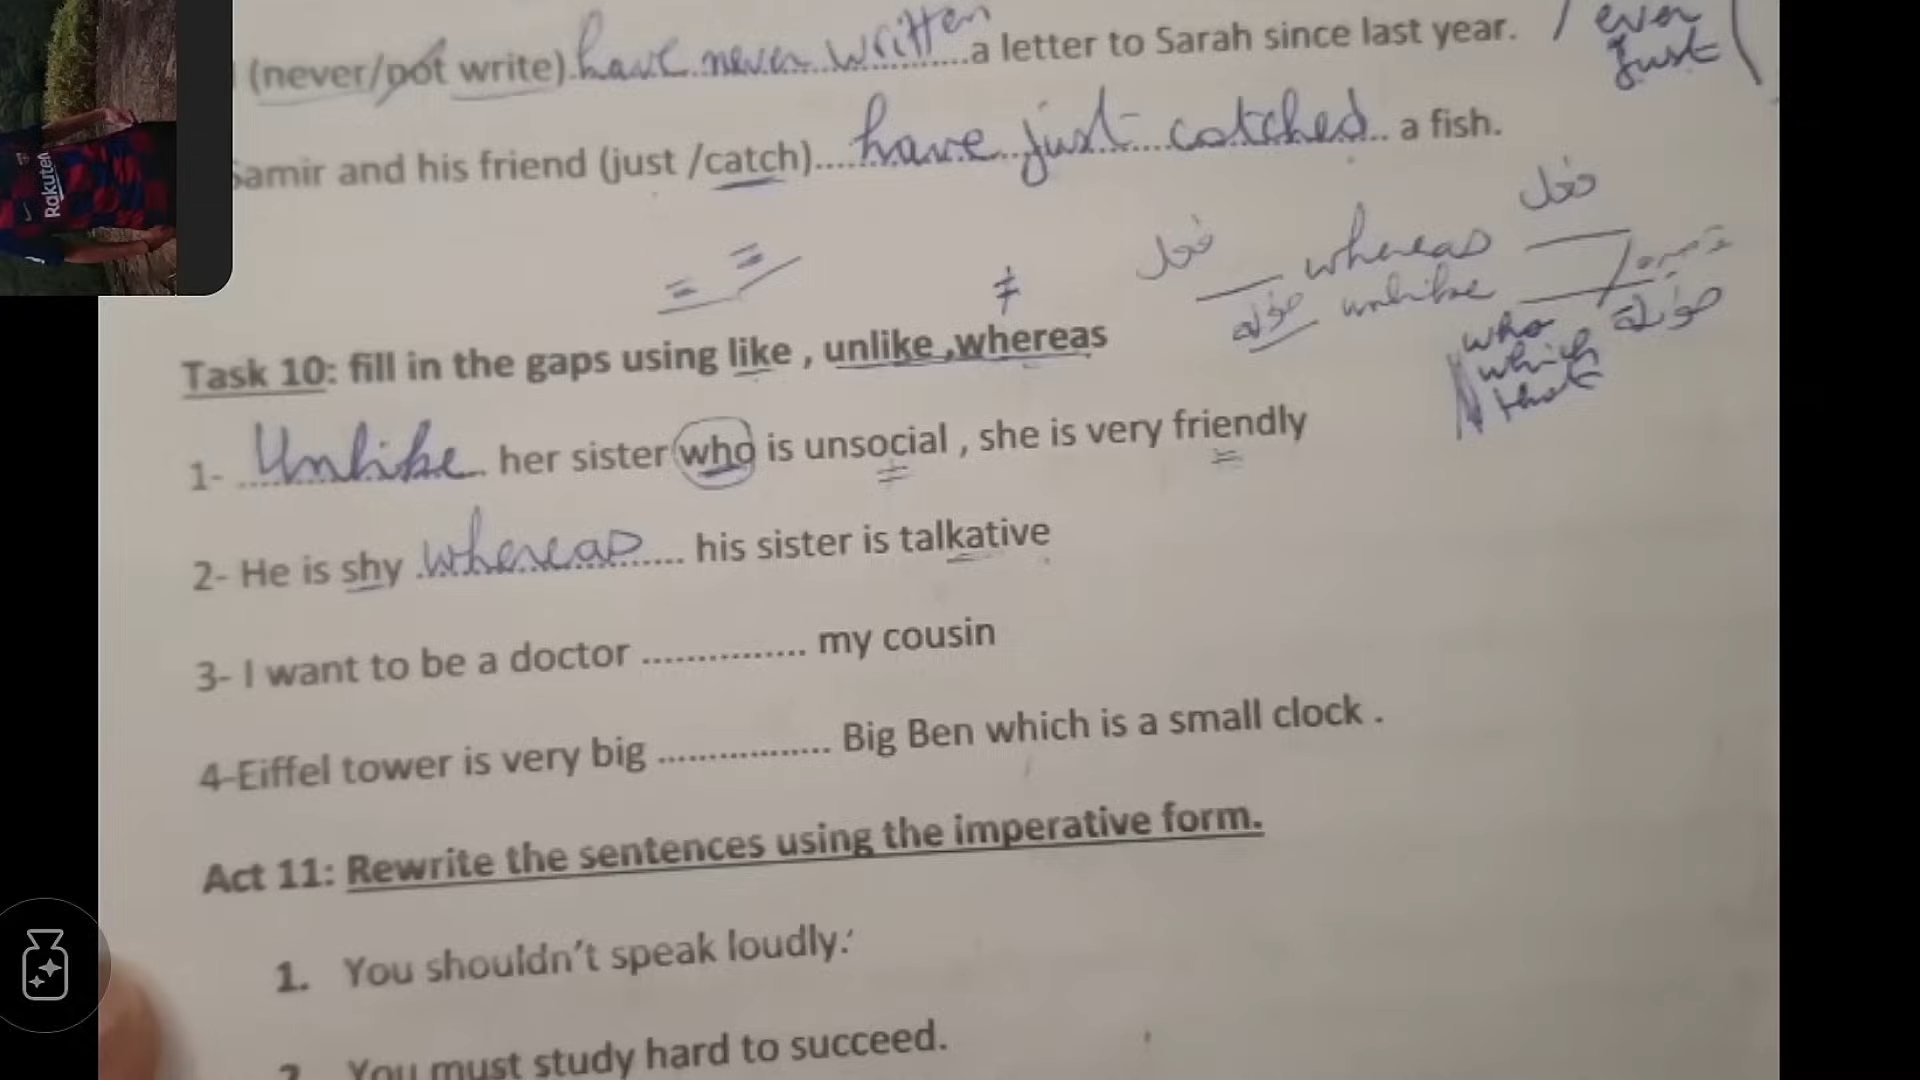 (never/not write) have never written a letter to Sarah since last year. / ever
just
Samir and his friend (just /catch).... have just catched .. a fish.
فعل whereas فعل
صفة unlike صفة
= = ≠
who
which
that
Task 10: fill in the gaps using like , unlike ,whereas
1- Unlike her sister who is unsocial , she is very friendly
2- He is shy whereas his sister is talkative
3- I want to be a doctor ............... my cousin
4-Eiffel tower is very big ................ Big Ben which is a small clock .
Act 11: Rewrite the sentences using the imperative form.
1. You shouldn't speak loudly.
2. You must study hard to succeed.
Rakuten